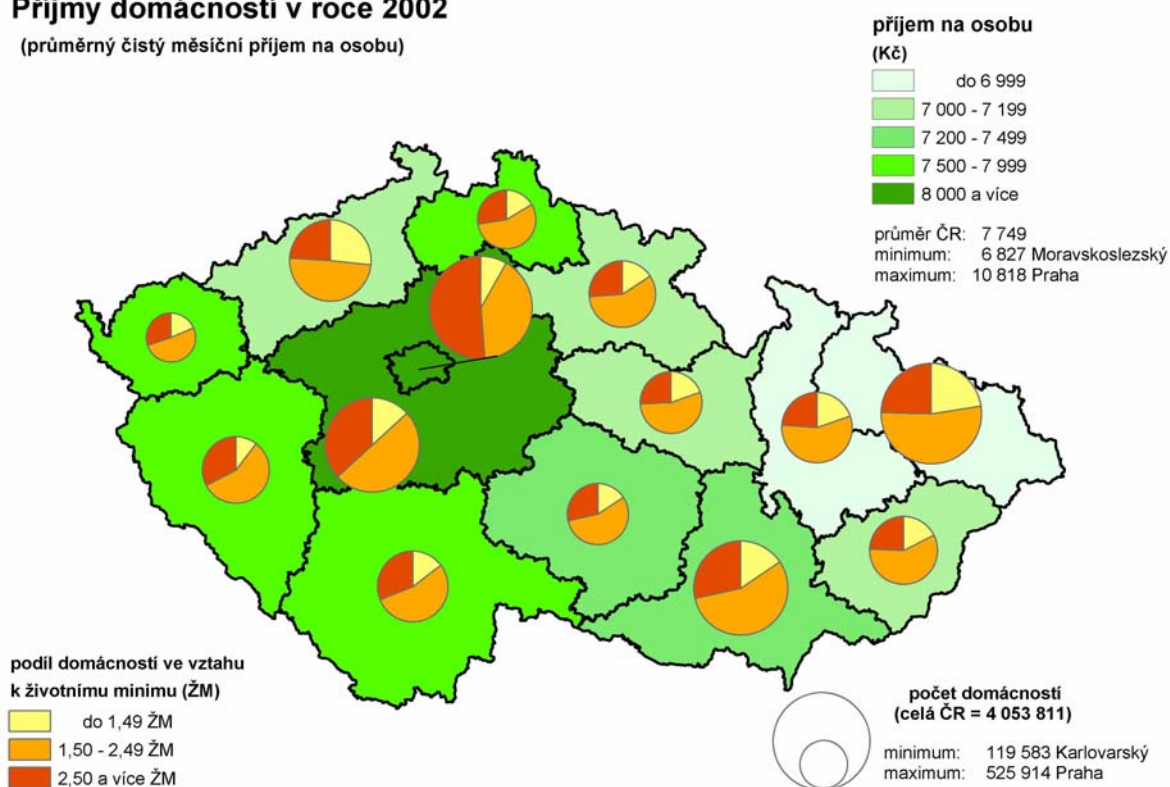 Příjmy domácností v roce 2002
(průměrný čistý měsíční příjem na osobu)
příjem na osobu
(Kč)
do 6 999
7 000 - 7 199
7 200 - 7 499
7 500 - 7 999
8 000 a více
průměr ČR: 7 749
minimum: 6 827 Moravskoslezský
maximum: 10 818 Praha
podíl domácností ve vztahu
k životnímu minimu (ŽM)
do 1,49 ŽM
1,50 - 2,49 ŽM
2,50 a více ŽM
počet domácností
(celá ČR = 4 053 811)
minimum: 119 583 Karlovarský
maximum: 525 914 Praha